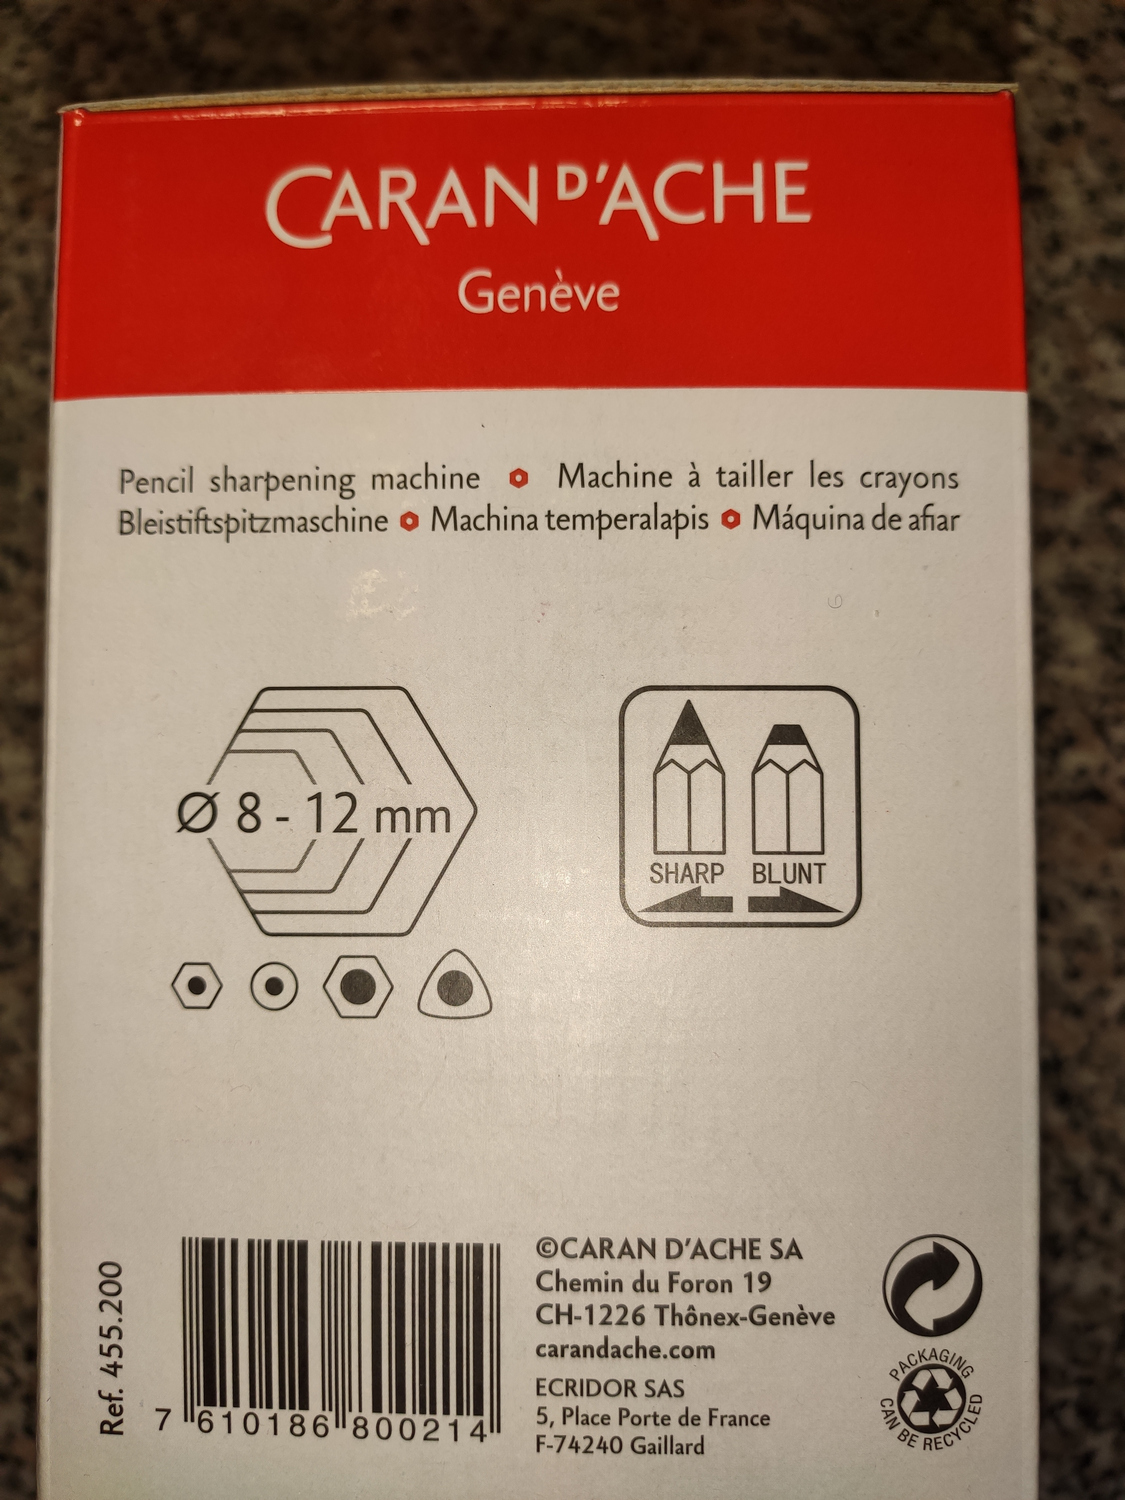 CARAN D'ACHE
Genève
Pencil sharpening machine Machine à tailler les crayons
Bleistiftspitzmaschine Machina temperalapis Máquina de afiar
Ø 8 - 12 mm
SHARP BLUNT
Ref. 455.200
7 610186 800214
©CARAN D'ACHE SA
Chemin du Foron 19
CH-1226 Thônex-Genève
carandache.com
ECRIDOR SAS
5, Place Porte de France
F-74240 Gaillard
PACKAGING
CAN BE RECYCLED